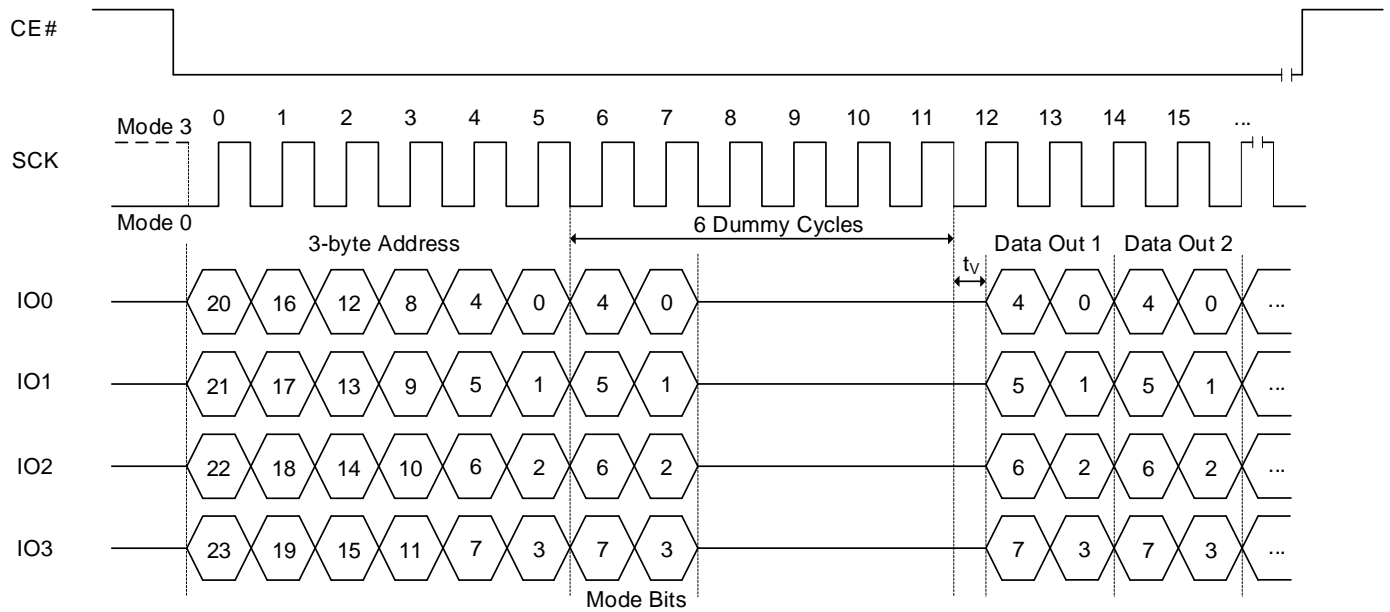 CE#
Mode 3 0 1 2 3 4 5 6 7 8 9 10 11 12 13 14 15 ...
SCK
Mode 0
6 Dummy Cycles
3-byte Address Data Out 1 Data Out 2
tV
IO0 20 16 12 8 4 0 4 0 4 0 4 0 ...
IO1 21 17 13 9 5 1 5 1 5 1 5 1 ...
IO2 22 18 14 10 6 2 6 2 6 2 6 2 ...
IO3 23 19 15 11 7 3 7 3 7 3 7 3 ...
Mode Bits